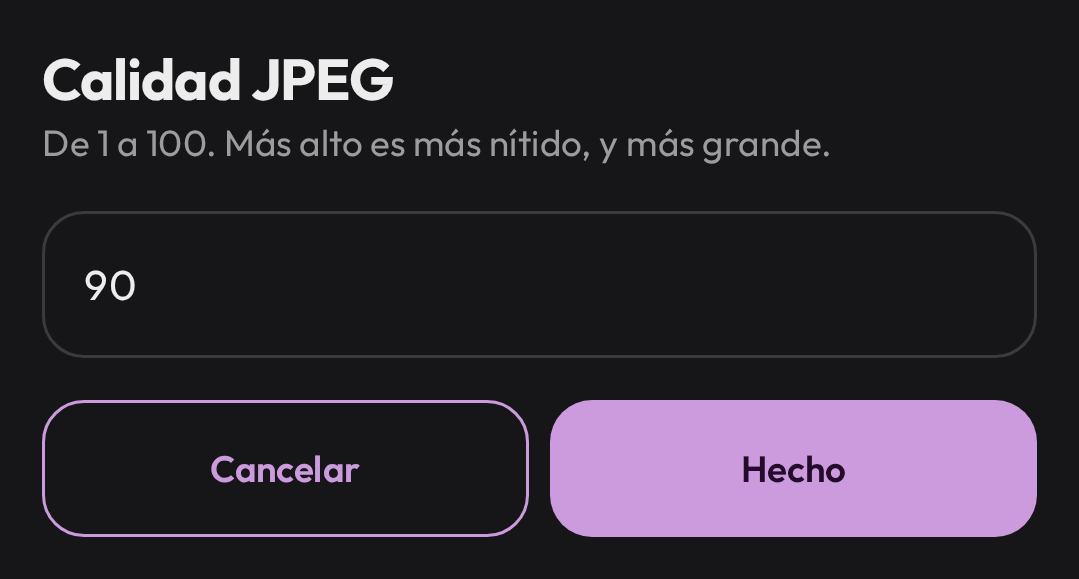 Calidad JPEG
De 1 a 100. Más alto es más nítido, y más grande.
90
Cancelar
Hecho